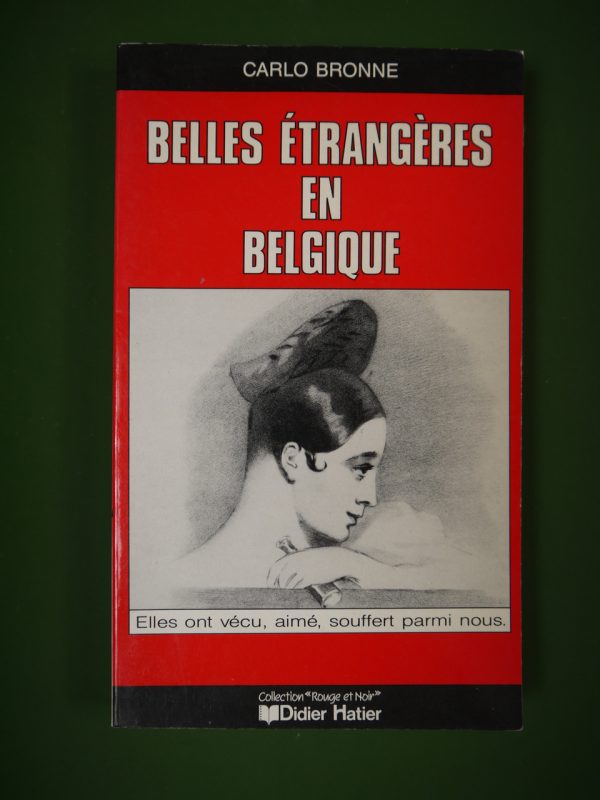 CARLO BRONNE
BELLES ÉTRANGÈRES
EN
BELGIQUE
Elles ont vécu, aimé, souffert parmi nous.
Collection "Rouge et Noir"
Didier Hatier